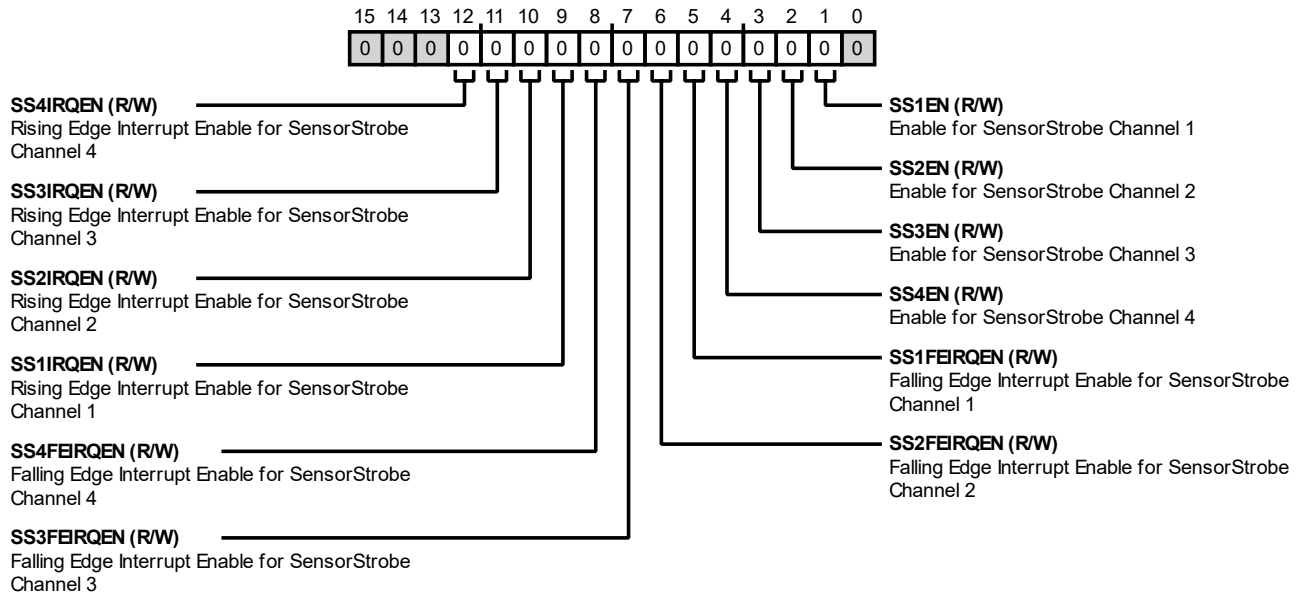 15 14 13 12 11 10 9 8 7 6 5 4 3 2 1 0
0 0 0 0 0 0 0 0 0 0 0 0 0 0 0 0
SS4IRQEN (R/W)
Rising Edge Interrupt Enable for SensorStrobe
Channel 4
SS3IRQEN (R/W)
Rising Edge Interrupt Enable for SensorStrobe
Channel 3
SS2IRQEN (R/W)
Rising Edge Interrupt Enable for SensorStrobe
Channel 2
SS1IRQEN (R/W)
Rising Edge Interrupt Enable for SensorStrobe
Channel 1
SS4FEIRQEN (R/W)
Falling Edge Interrupt Enable for SensorStrobe
Channel 4
SS3FEIRQEN (R/W)
Falling Edge Interrupt Enable for SensorStrobe
Channel 3
SS1EN (R/W)
Enable for SensorStrobe Channel 1
SS2EN (R/W)
Enable for SensorStrobe Channel 2
SS3EN (R/W)
Enable for SensorStrobe Channel 3
SS4EN (R/W)
Enable for SensorStrobe Channel 4
SS1FEIRQEN (R/W)
Falling Edge Interrupt Enable for SensorStrobe
Channel 1
SS2FEIRQEN (R/W)
Falling Edge Interrupt Enable for SensorStrobe
Channel 2